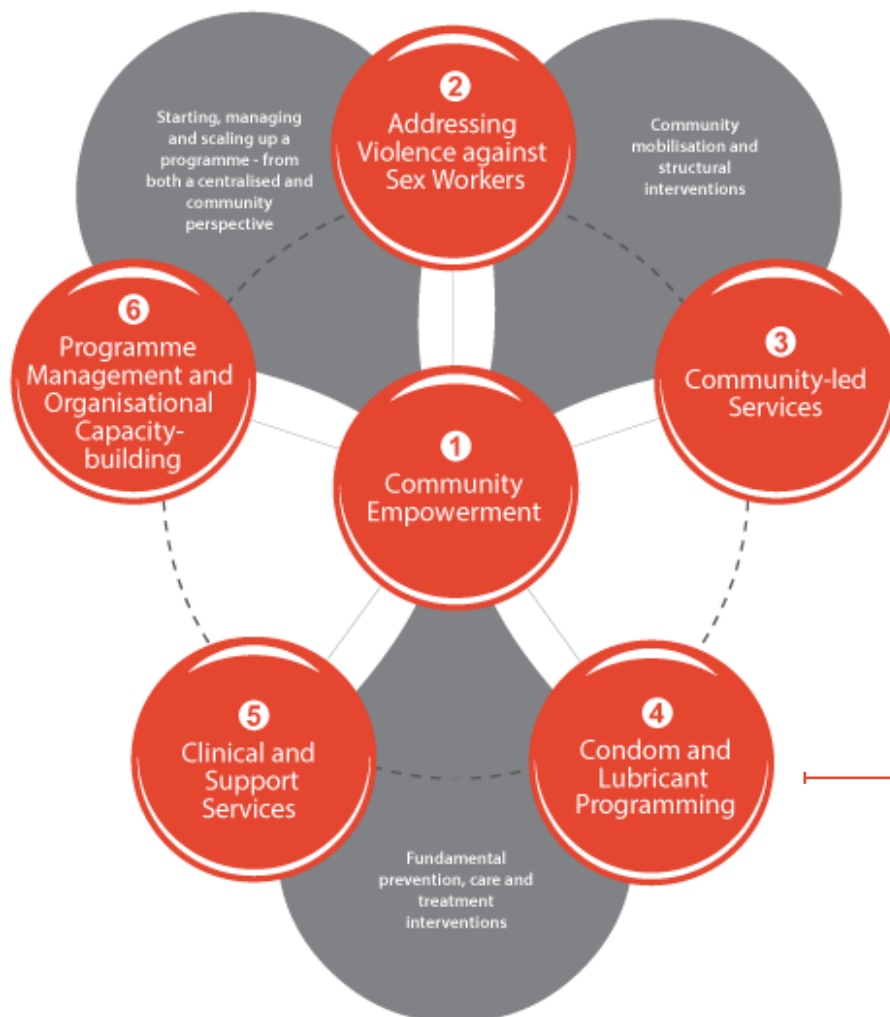 Starting, managing
and scaling up a
programme - from
both a centralised and
community
perspective
2
Addressing
Violence against
Sex Workers
Community
mobilisation and
structural
interventions
6
Programme
Management and
Organisational
Capacity-
building
3
Community-led
Services
1
Community
Empowerment
5
Clinical and
Support
Services
4
Condom and
Lubricant
Programming
Fundamental
prevention, care and
treatment
interventions